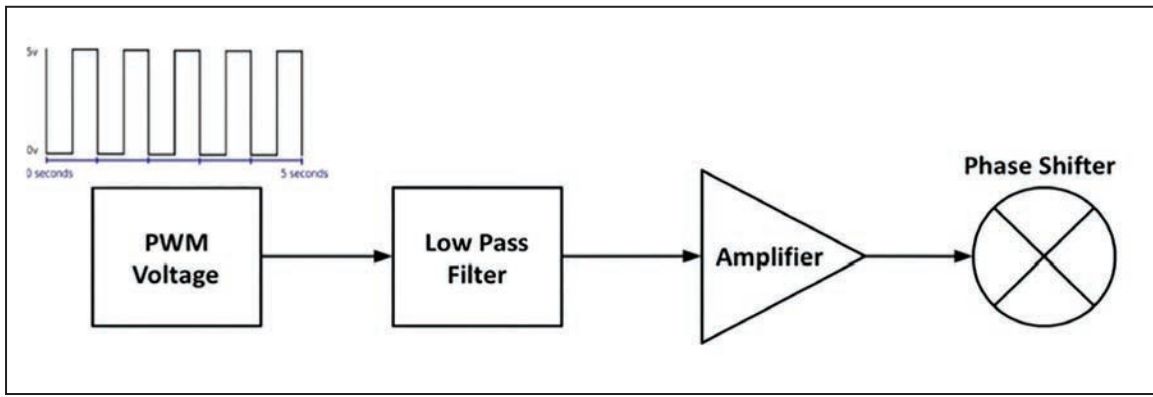 5v
0v
0 seconds
5 seconds
PWM
Voltage
Low Pass
Filter
Amplifier
Phase Shifter